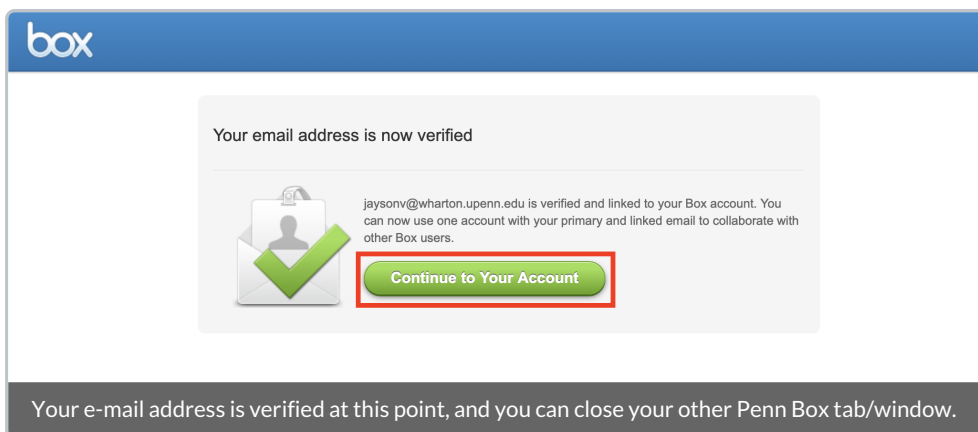 box
Your email address is now verified
jaysonv@wharton.upenn.edu is verified and linked to your Box account. You
can now use one account with your primary and linked email to collaborate with
other Box users.
Continue to Your Account
Your e-mail address is verified at this point, and you can close your other Penn Box tab/window.